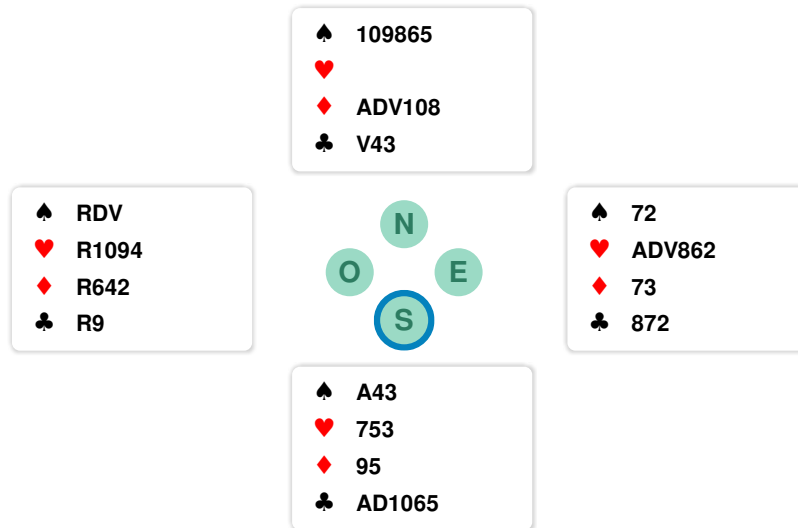 ♠ 109865
♥
♦ ADV108
♣ V43
♠ RDV
♥ R1094
♦ R642
♣ R9
N
O E
S
♠ 72
♥ ADV862
♦ 73
♣ 872
♠ A43
♥ 753
♦ 95
♣ AD1065